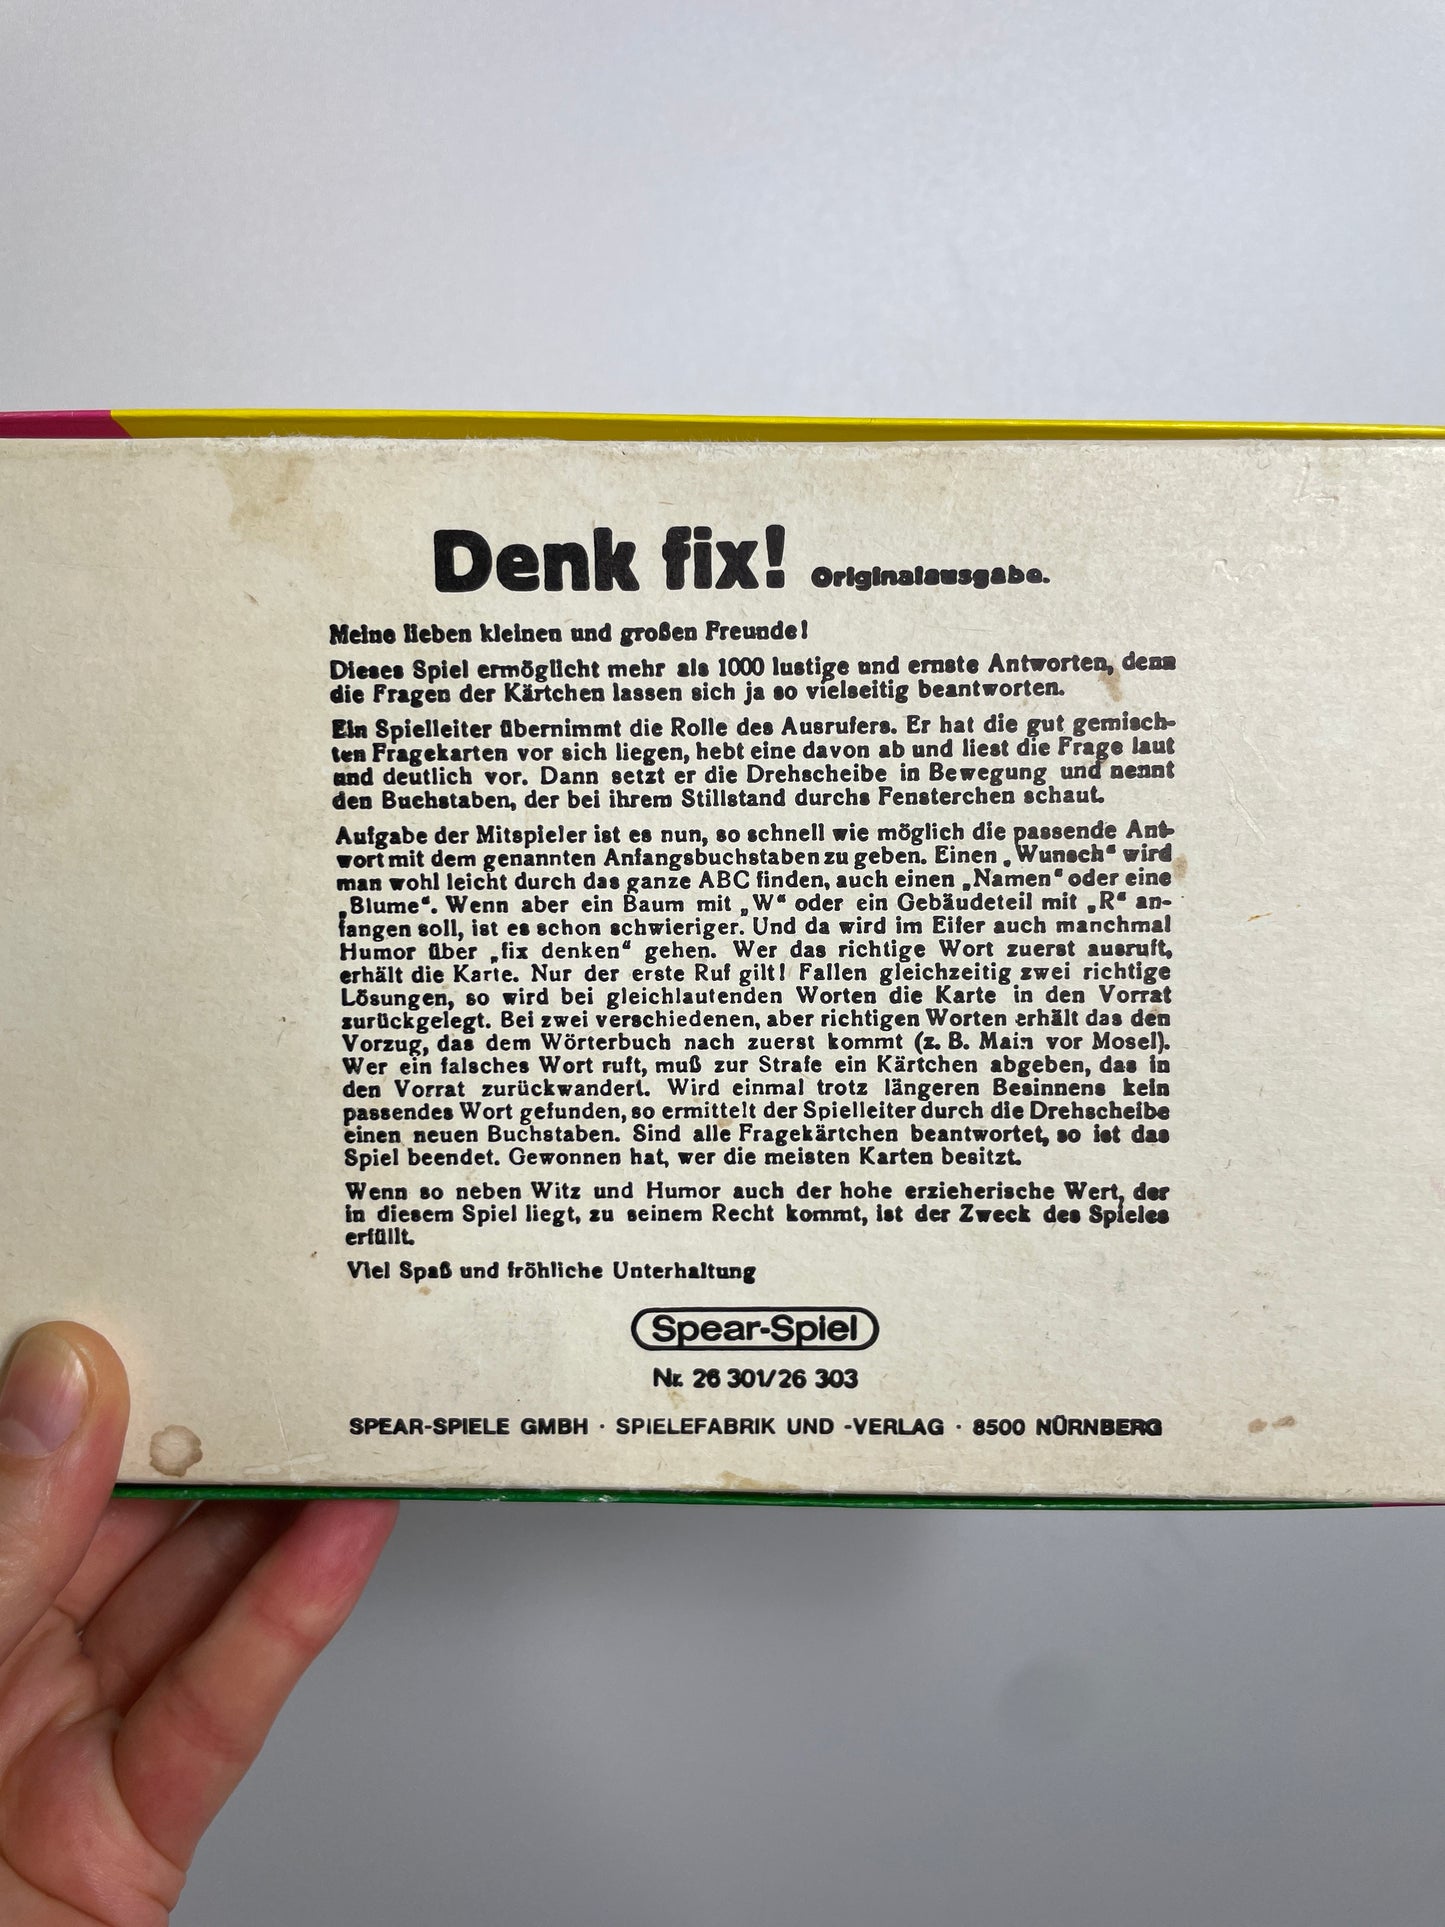 Denk fix! Originalausgabe.
Meine lieben kleinen und großen Freunde!
Dieses Spiel ermöglicht mehr als 1000 lustige und ernste Antworten, denn
die Fragen der Kärtchen lassen sich ja so vielseitig beantworten.
Ein Spielleiter übernimmt die Rolle des Ausrufers. Er hat die gut gemisch-
ten Fragekarten vor sich liegen, hebt eine davon ab und liest die Frage laut
und deutlich vor. Dann setzt er die Drehscheibe in Bewegung und nennt
den Buchstaben, der bei ihrem Stillstand durchs Fensterchen schaut.
Aufgabe der Mitspieler ist es nun, so schnell wie möglich die passende Ant-
wort mit dem genannten Anfangsbuchstaben zu geben. Einen „Wunsch“ wird
man wohl leicht durch das ganze ABC finden, auch einen „Namen“ oder eine
„Blume“. Wenn aber ein Baum mit „W“ oder ein Gebäudeteil mit „R“ an-
fangen soll, ist es schon schwieriger. Und da wird im Eifer auch manchmal
Humor über „fix denken“ gehen. Wer das richtige Wort zuerst ausruft,
erhält die Karte. Nur der erste Ruf gilt! Fallen gleichzeitig zwei richtige
Lösungen, so wird bei gleichlautenden Worten die Karte in den Vorrat
zurückgelegt. Bei zwei verschiedenen, aber richtigen Worten erhält das den
Vorzug, das dem Wörterbuch nach zuerst kommt (z. B. Main vor Mosel).
Wer ein falsches Wort ruft, muß zur Strafe ein Kärtchen abgeben, das in
den Vorrat zurückwandert. Wird einmal trotz längeren Besinnens kein
passendes Wort gefunden, so ermittelt der Spielleiter durch die Drehscheibe
einen neuen Buchstaben. Sind alle Fragekärtchen beantwortet, so ist das
Spiel beendet. Gewonnen hat, wer die meisten Karten besitzt.
Wenn so neben Witz und Humor auch der hohe erzieherische Wert, der
in diesem Spiel liegt, zu seinem Recht kommt, ist der Zweck des Spieles
erfüllt.
Viel Spaß und fröhliche Unterhaltung
Spear-Spiel
Nr. 26 301/26 303
SPEAR-SPIELE GMBH · SPIELEFABRIK UND -VERLAG · 8500 NÜRNBERG